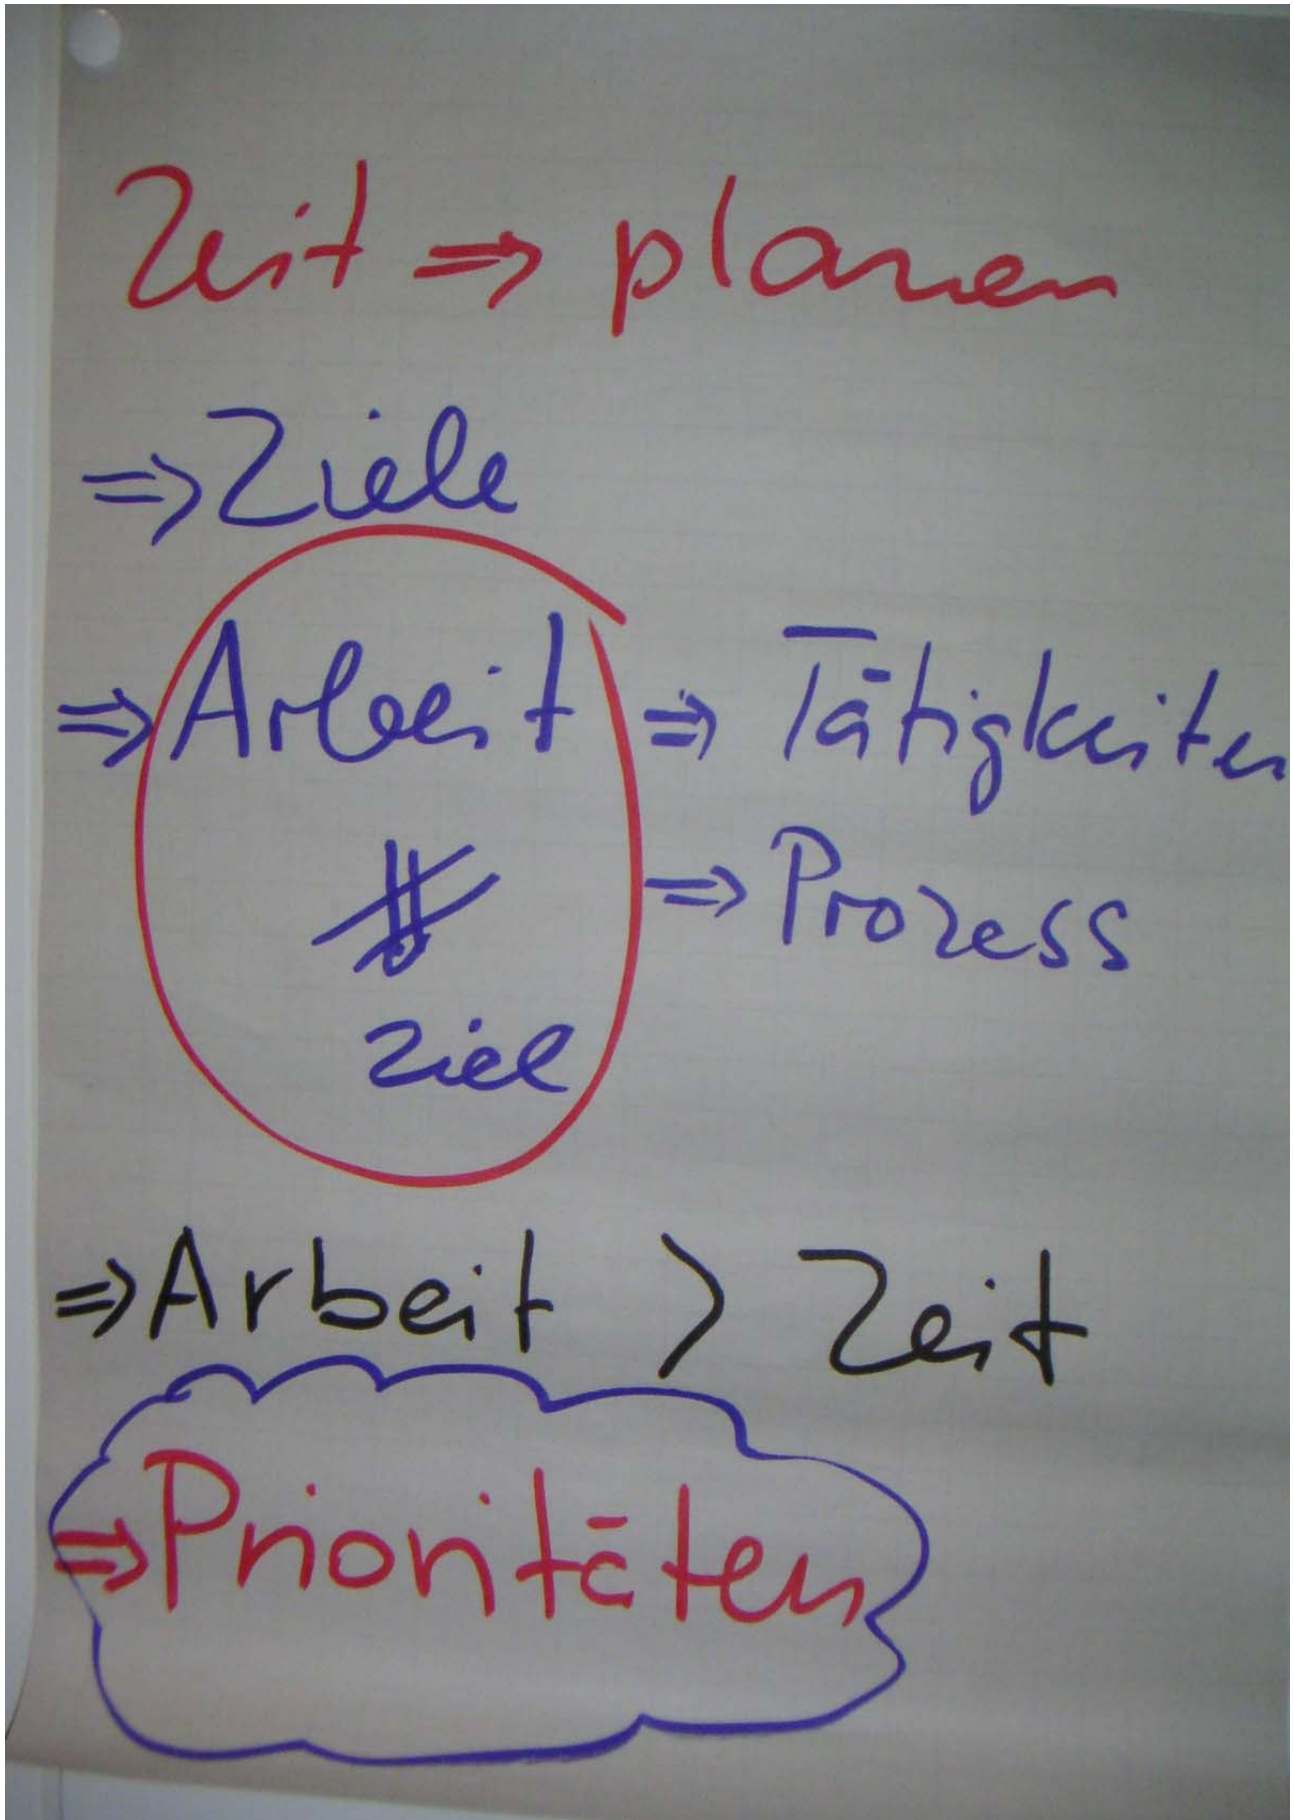 Zeit ⇒ planen
⇒ Ziele
⇒ Arbeit ⇒ Tätigkeiten
⇒ Prozess
Ziel
⇒ Arbeit > Zeit
⇒ Prioritäten